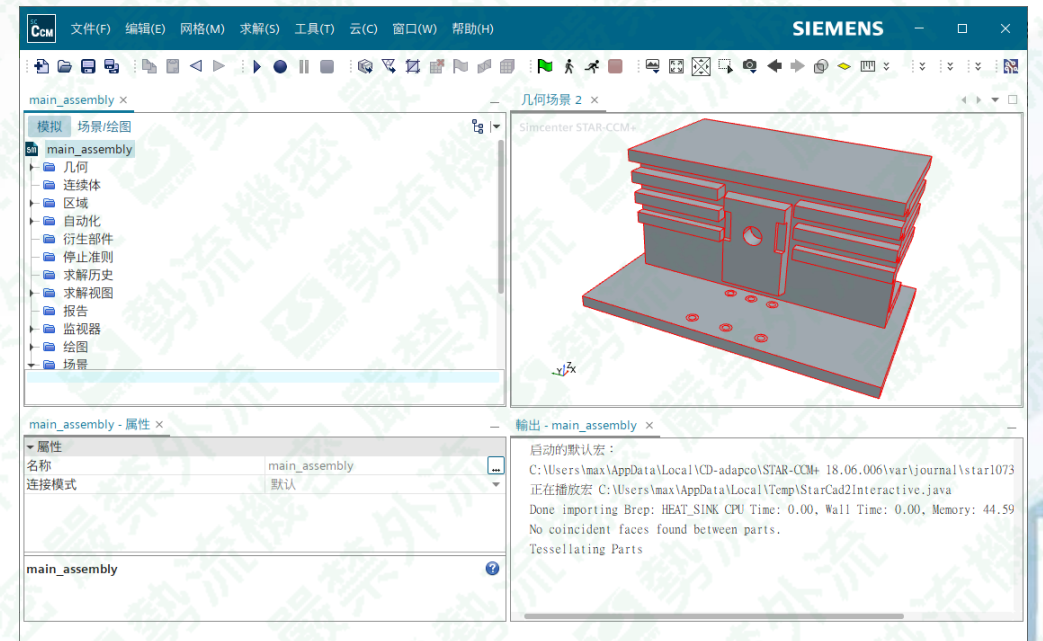 SC
CCM 文件(F) 编辑(E) 网格(M) 求解(S) 工具(T) 云(C) 窗口(W) 帮助(H) SIEMENS
main_assembly
几何场景 2
模拟 场景/绘图
Simcenter STAR-CCM+
main_assembly
几何
连续体
区域
自动化
衍生部件
停止准则
求解历史
求解视图
报告
监视器
绘图
场景
Z
Y X
main_assembly - 属性
属性
名称 main_assembly
连接模式 默认
main_assembly
輸出 - main_assembly
启动的默认宏：
C:\Users\max\AppData\Local\CD-adapco\STAR-CCM+ 18.06.006\var\journal\star1073
正在播放宏 C:\Users\max\AppData\Local\Temp\StarCad2Interactive.java
Done importing Brep: HEAT_SINK CPU Time: 0.00, Wall Time: 0.00, Memory: 44.59
No coincident faces found between parts.
Tessellating Parts